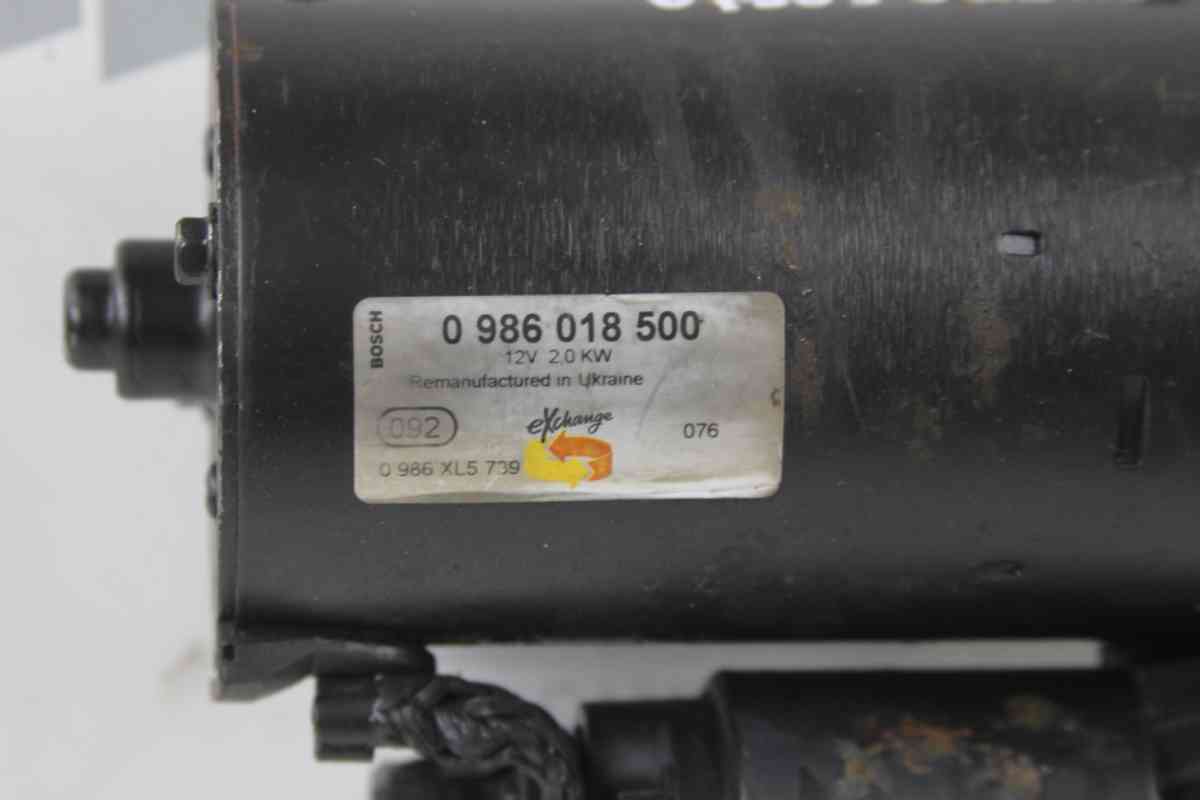 BOSCH
0 986 018 500
12V 2.0 KW
Remanufactured in Ukraine
092
eXchange
076
0 986 XL5 739